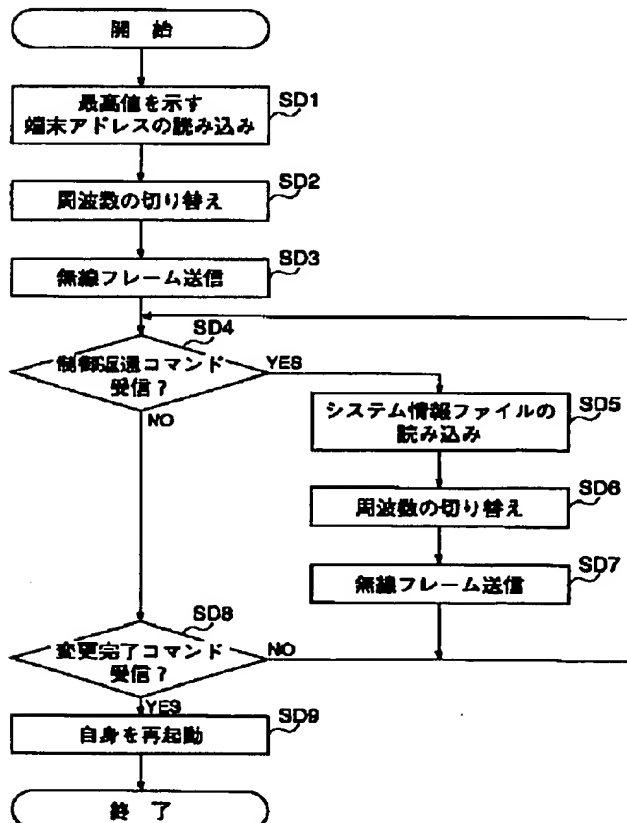 開 始
最高値を示す
端末アドレスの読み込み
SD1
周波数の切り替え
SD2
無線フレーム送信
SD3
制御返還コマンド
受信?
SD4
YES
NO
システム情報ファイルの
読み込み
SD5
周波数の切り替え
SD6
無線フレーム送信
SD7
変更完了コマンド
受信?
SD8
NO
YES
自身を再起動
SD9
終 了